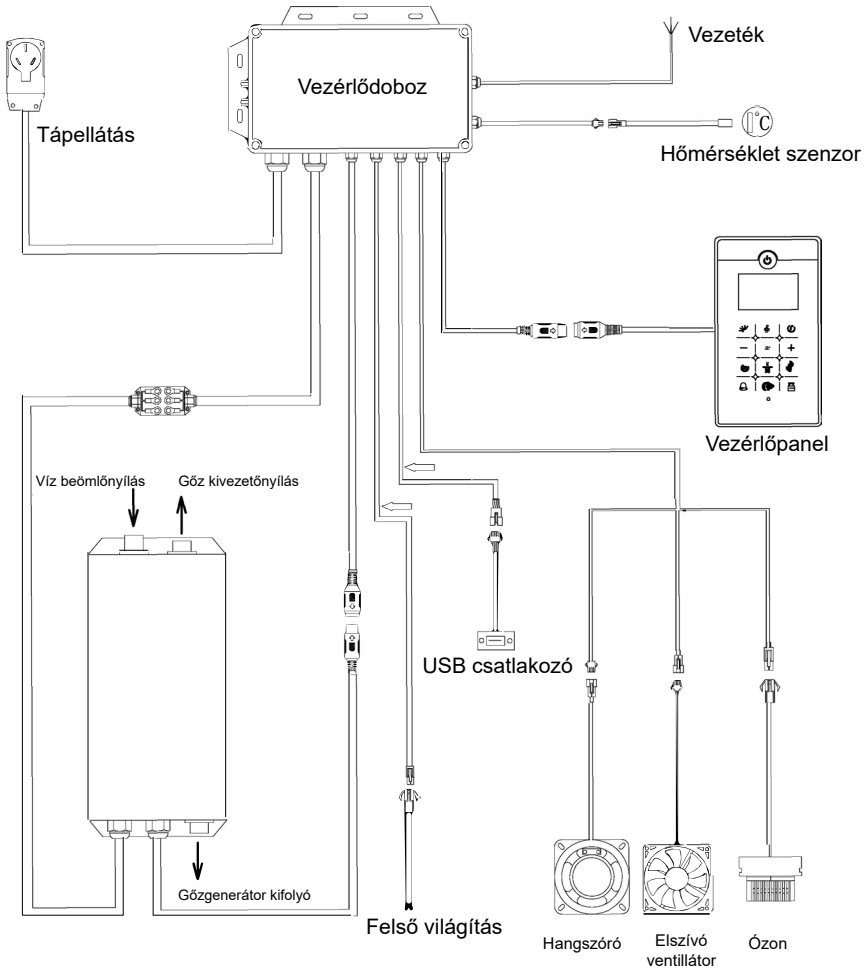 Vezeték
Vezérlődoboz
Tápellátás
°C
Hőmérséklet szenzor
Vezérlőpanel
Víz beömlőnyílás
Gőz kivezetőnyílás
USB csatlakozó
Gőzgenerátor kifolyó
Felső világítás
Hangszóró
Elszívó
ventillátor
Ózon